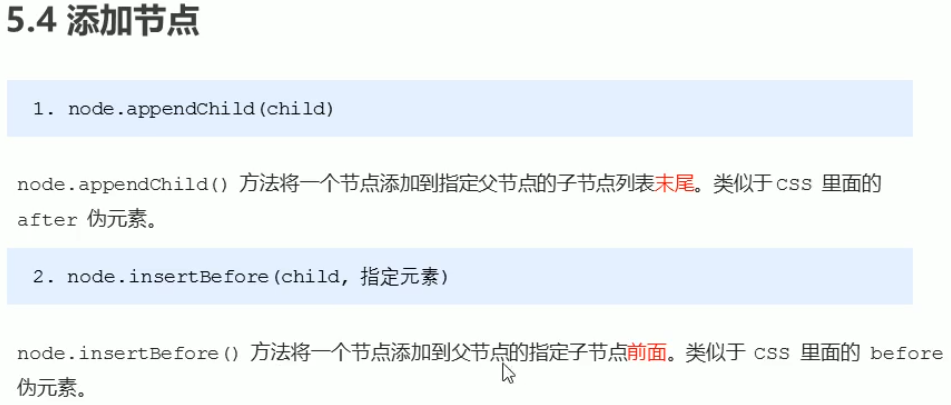 5.4 添加节点
1. node.appendChild(child)
node.appendChild() 方法将一个节点添加到指定父节点的子节点列表末尾。类似于 CSS 里面的
after 伪元素。
2. node.insertBefore(child, 指定元素)
node.insertBefore() 方法将一个节点添加到父节点的指定子节点前面。类似于 CSS 里面的 before
伪元素。